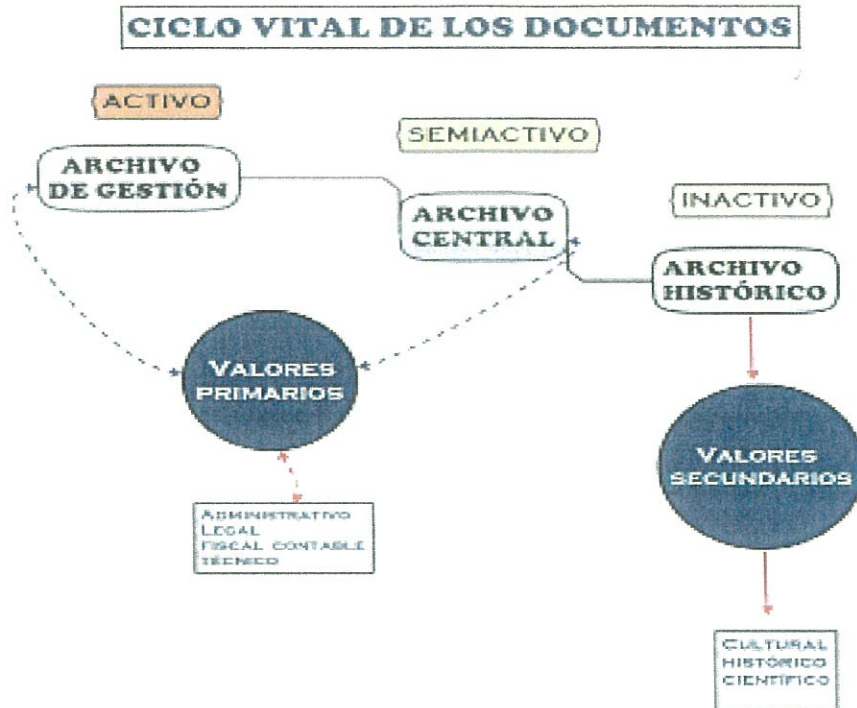 CICLO VITAL DE LOS DOCUMENTOS
ACTIVO
ARCHIVO
DE GESTIÓN
SEMIACTIVO
ARCHIVO
CENTRAL
INACTIVO
ARCHIVO
HISTÓRICO
VALORES
PRIMARIOS
ADMINISTRATIVO
LEGAL
FISCAL CONTABLE
TÉCNICO
VALORES
SECUNDARIOS
CULTURAL
HISTÓRICO
CIENTÍFICO